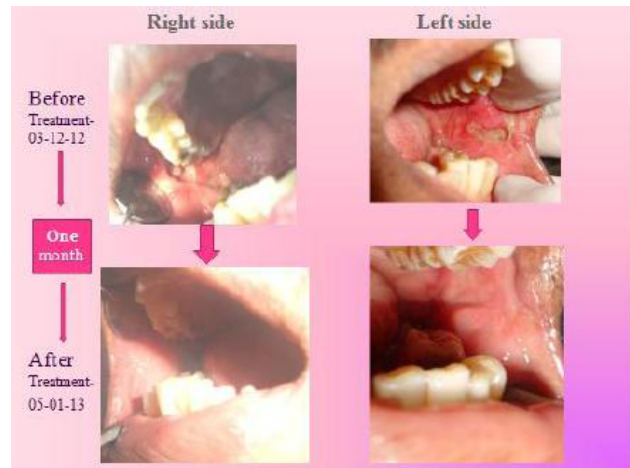 Right side
Left side
Before
Treatment-
03-12-12
One
month
After
Treatment-
05-01-13